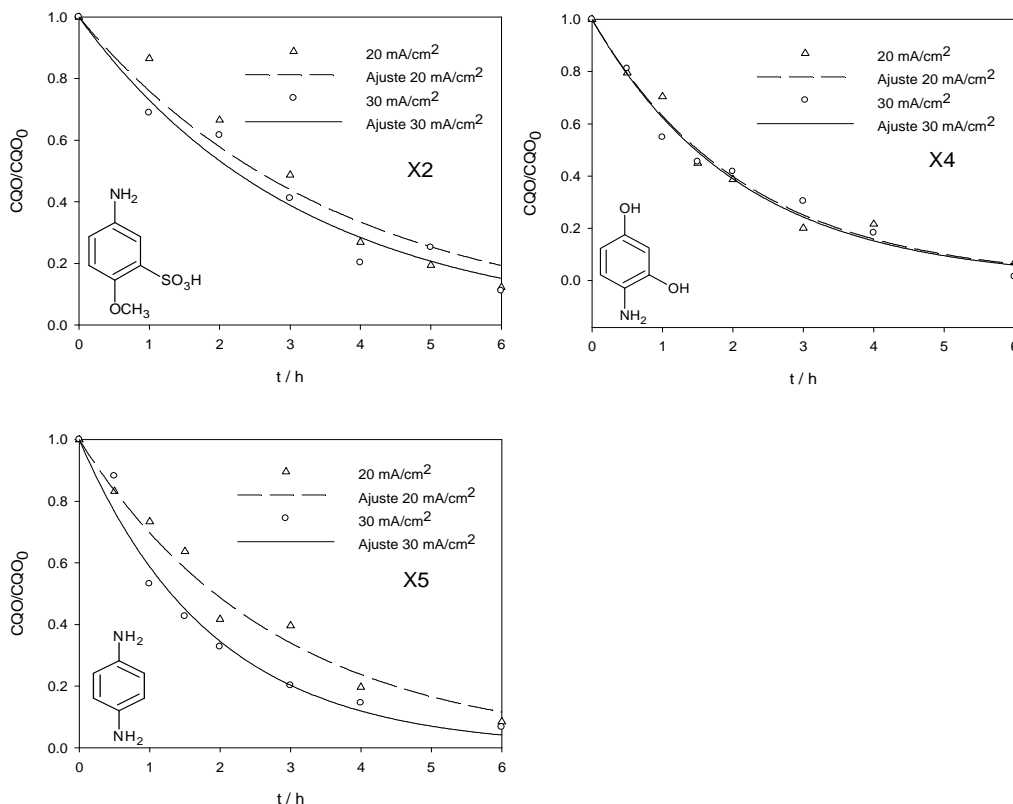 CQO/CQO0
1.0
0.8
0.6
0.4
0.2
0.0
20 mA/cm2
Ajuste 20 mA/cm2
30 mA/cm2
Ajuste 30 mA/cm2
X2
NH2
SO3H
OCH3
0 1 2 3 4 5 6
t / h
CQO/CQO0
1.0
0.8
0.6
0.4
0.2
0.0
20 mA/cm2
Ajuste 20 mA/cm2
30 mA/cm2
Ajuste 30 mA/cm2
X4
OH
OH
NH2
0 1 2 3 4 5 6
t / h
CQO/CQO0
1.0
0.8
0.6
0.4
0.2
0.0
20 mA/cm2
Ajuste 20 mA/cm2
30 mA/cm2
Ajuste 30 mA/cm2
X5
NH2
NH2
0 1 2 3 4 5 6
t / h